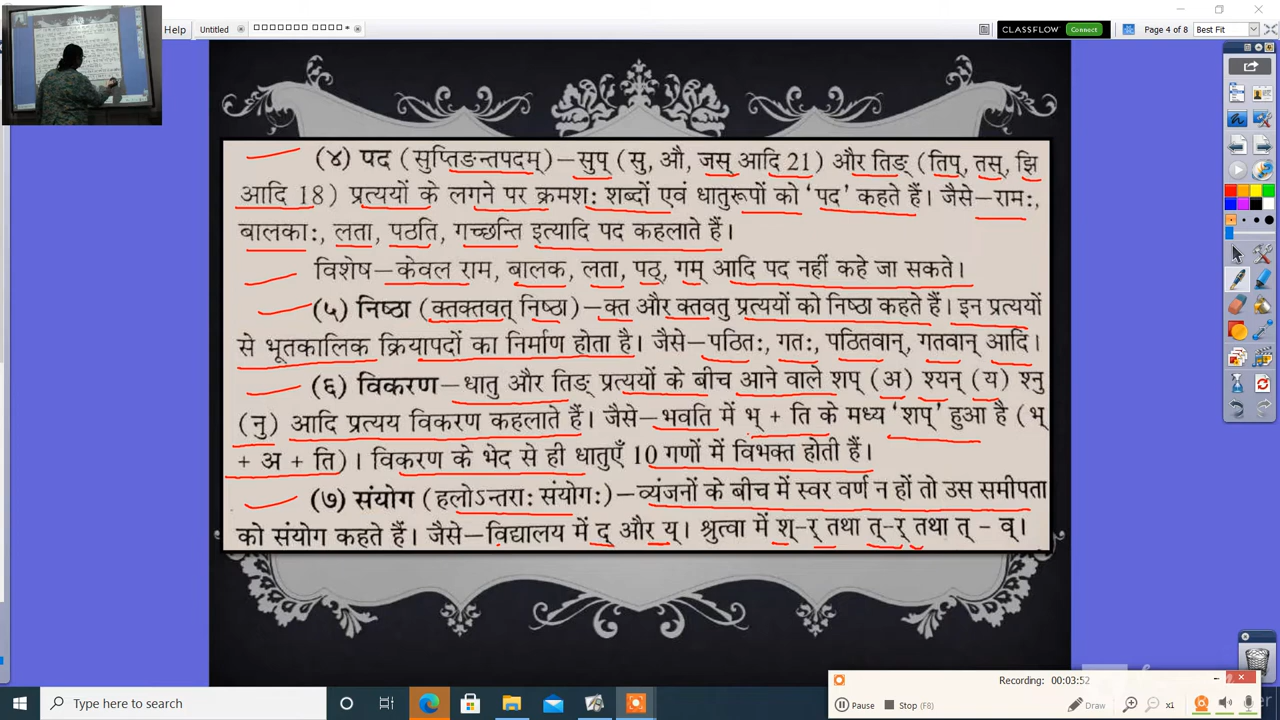 Help
Untitled
CLASSFLOW Connect
Page 4 of 8
Best Fit
(४) पद (सुप्तिङन्तपदम्)–सुप् (सु, औ, जस् आदि 21) और तिङ् (तिप्, तस्, झि
आदि 18) प्रत्ययों के लगने पर क्रमशः शब्दों एवं धातुरूपों को 'पद' कहते हैं। जैसे–रामः,
बालकाः, लता, पठति, गच्छन्ति इत्यादि पद कहलाते हैं।
विशेष–केवल राम, बालक, लता, पठ्, गम् आदि पद नहीं कहे जा सकते।
(५) निष्ठा (क्तक्तवतू निष्ठा)–क्त और क्तवतु प्रत्ययों को निष्ठा कहते हैं। इन प्रत्ययों
से भूतकालिक क्रियापदों का निर्माण होता है। जैसे–पठितः, गतः, पठितवान्, गतवान् आदि।
(६) विकरण–धातु और तिङ् प्रत्ययों के बीच आने वाले शप् (अ) श्यन् (य) श्नु
(नु) आदि प्रत्यय विकरण कहलाते हैं। जैसे–भवति में भ् + ति के मध्य 'शप्' हुआ है (भ्
+ अ + ति)। विकरण के भेद से ही धातुएँ 10 गणों में विभक्त होती हैं।
(७) संयोग (हलोऽन्तराः संयोगः)–व्यंजनों के बीच में स्वर वर्ण न हों तो उस समीपता
को संयोग कहते हैं। जैसे–विद्यालय में द् और य्। श्रुत्वा में श्-र् तथा त्-र् तथा त् - व्।
Recording: 00:03:52
Pause
Stop (F8)
Draw
x1
Type here to search